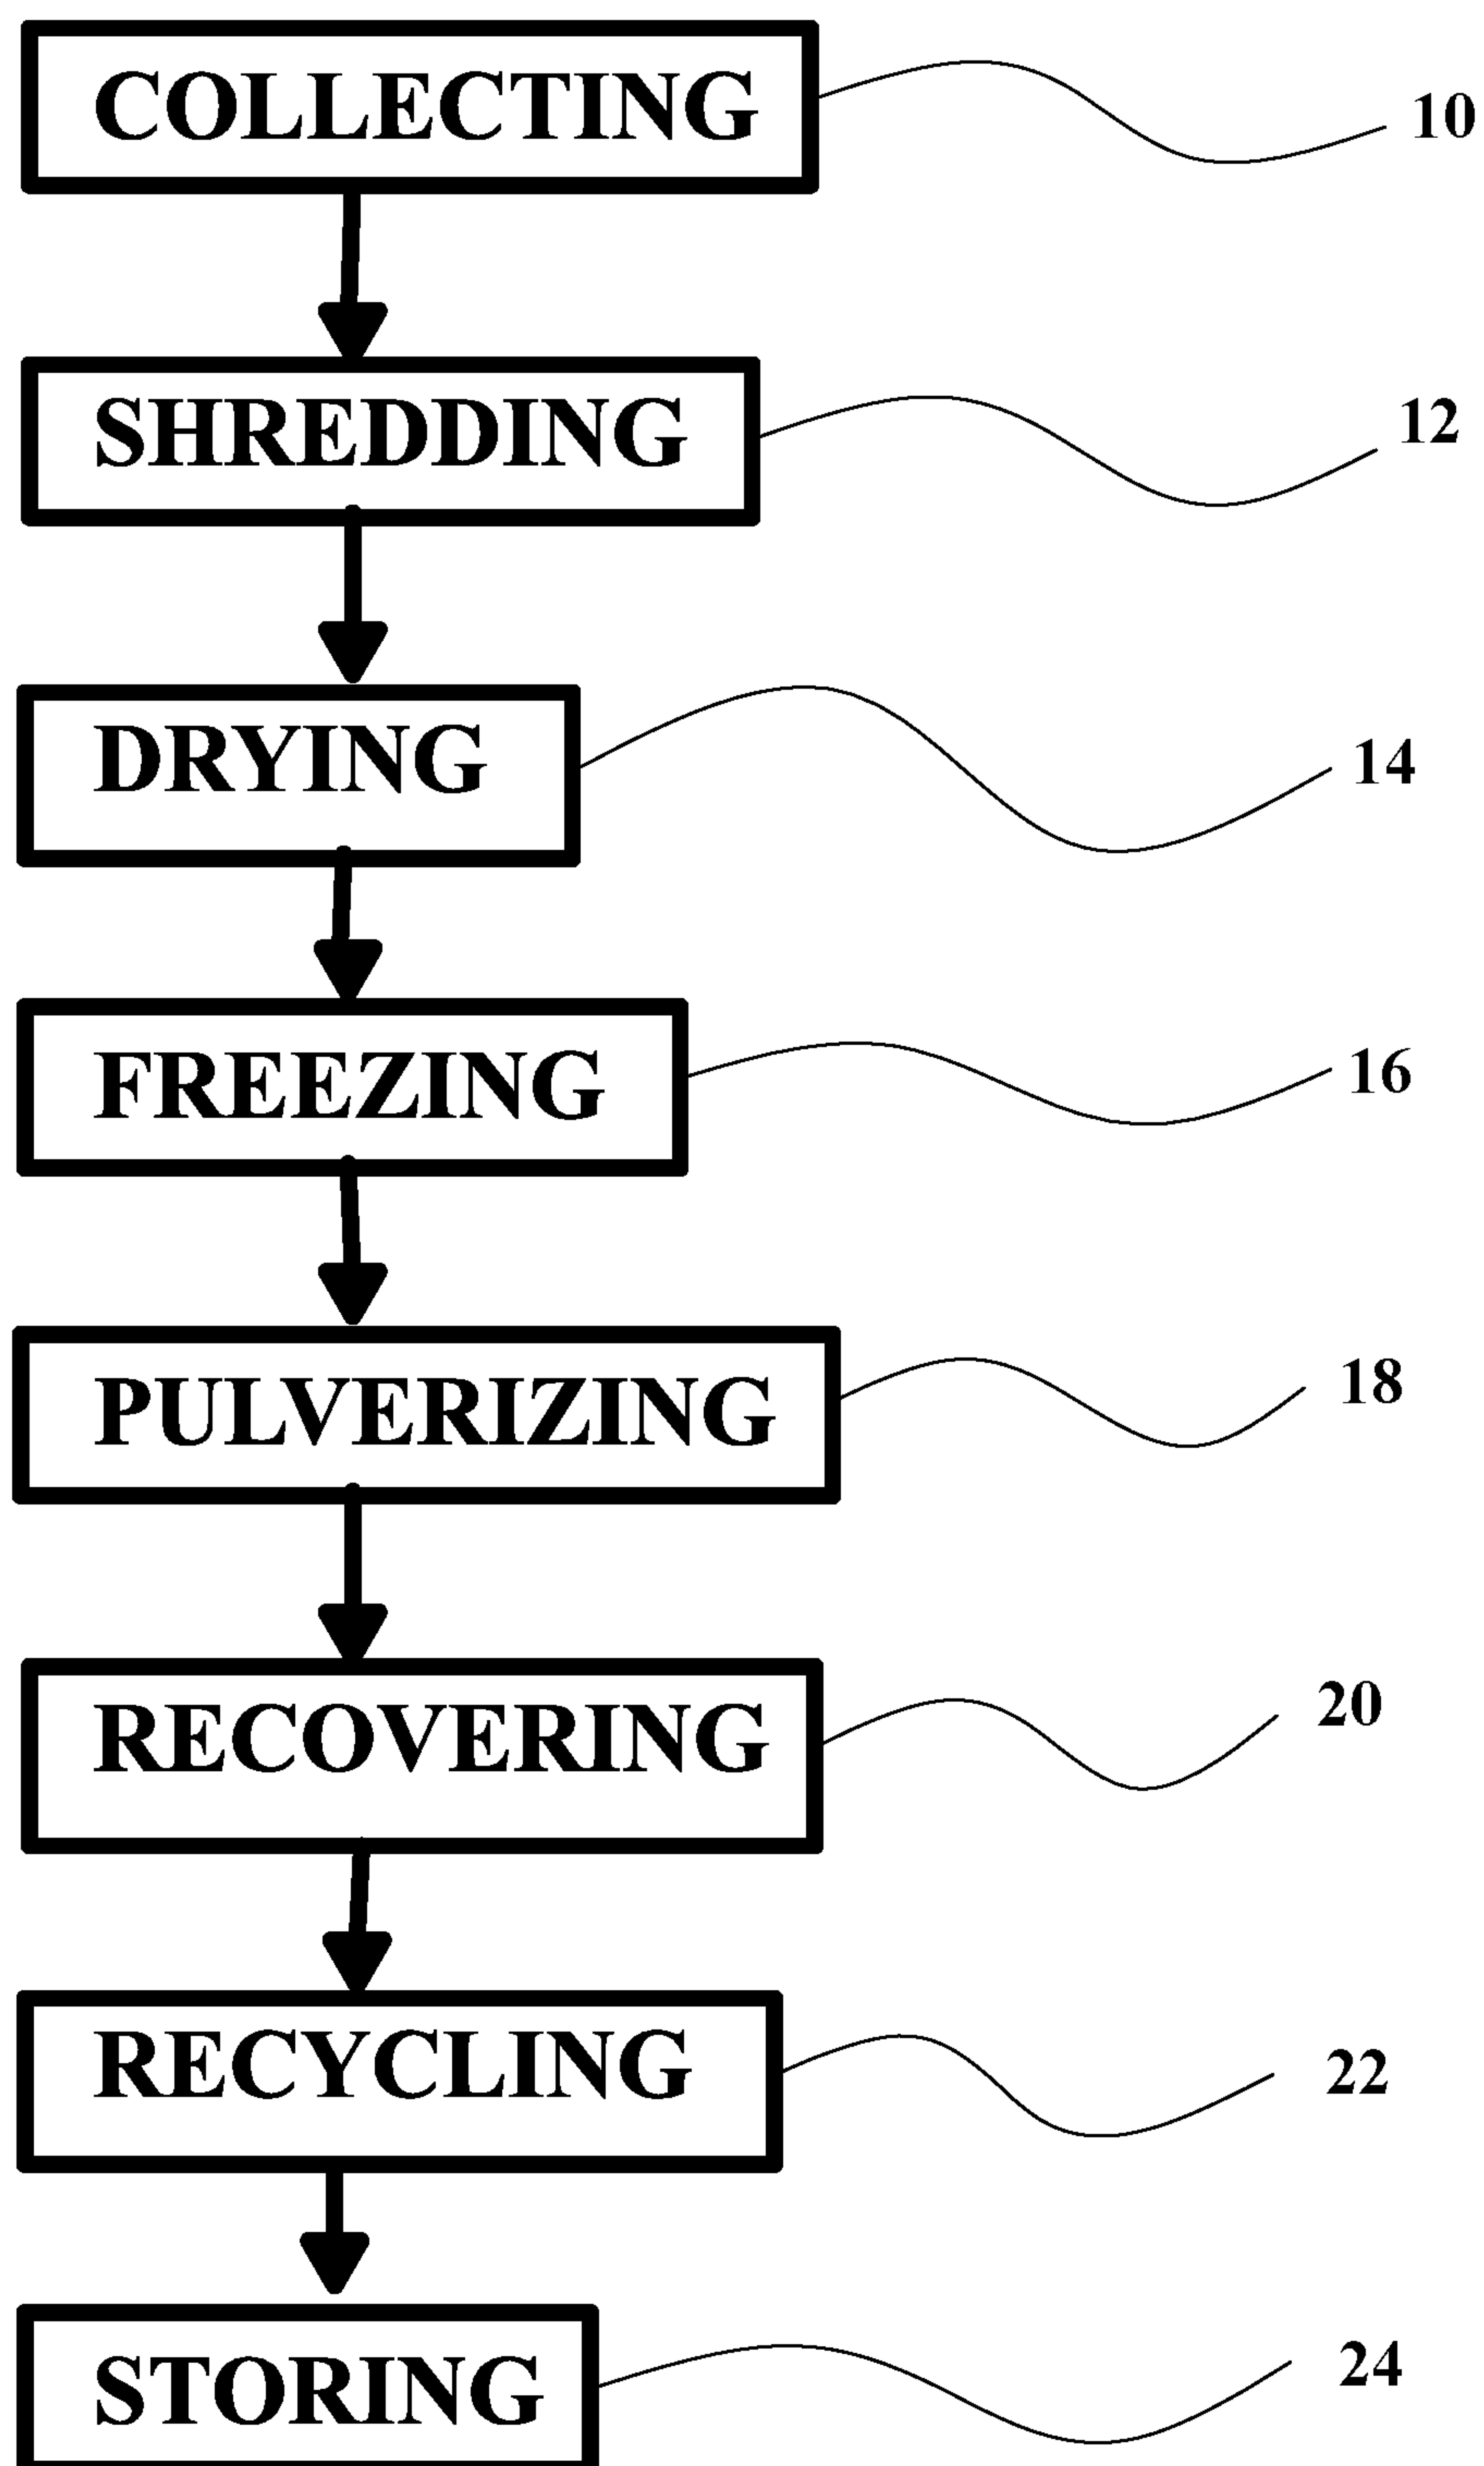 COLLECTING 10
SHREDDING 12
DRYING 14
FREEZING 16
PULVERIZING 18
RECOVERING 20
RECYCLING 22
STORING 24